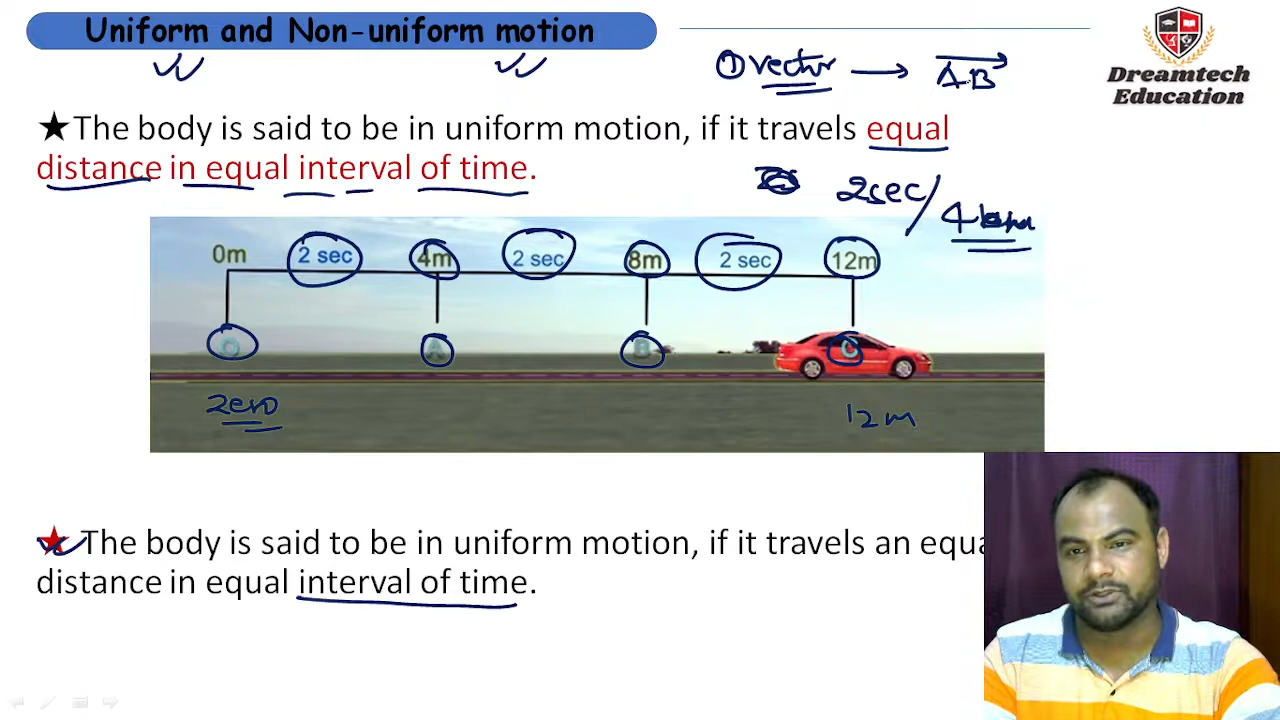 Uniform and Non-uniform motion
① vector → AB
Dreamtech
Education
★The body is said to be in uniform motion, if it travels equal
distance in equal interval of time.
2sec/
0m 2 sec 4m 2 sec 8m 2 sec 12m
O A B C
zero 12m
★ The body is said to be in uniform motion, if it travels an equa
distance in equal interval of time.